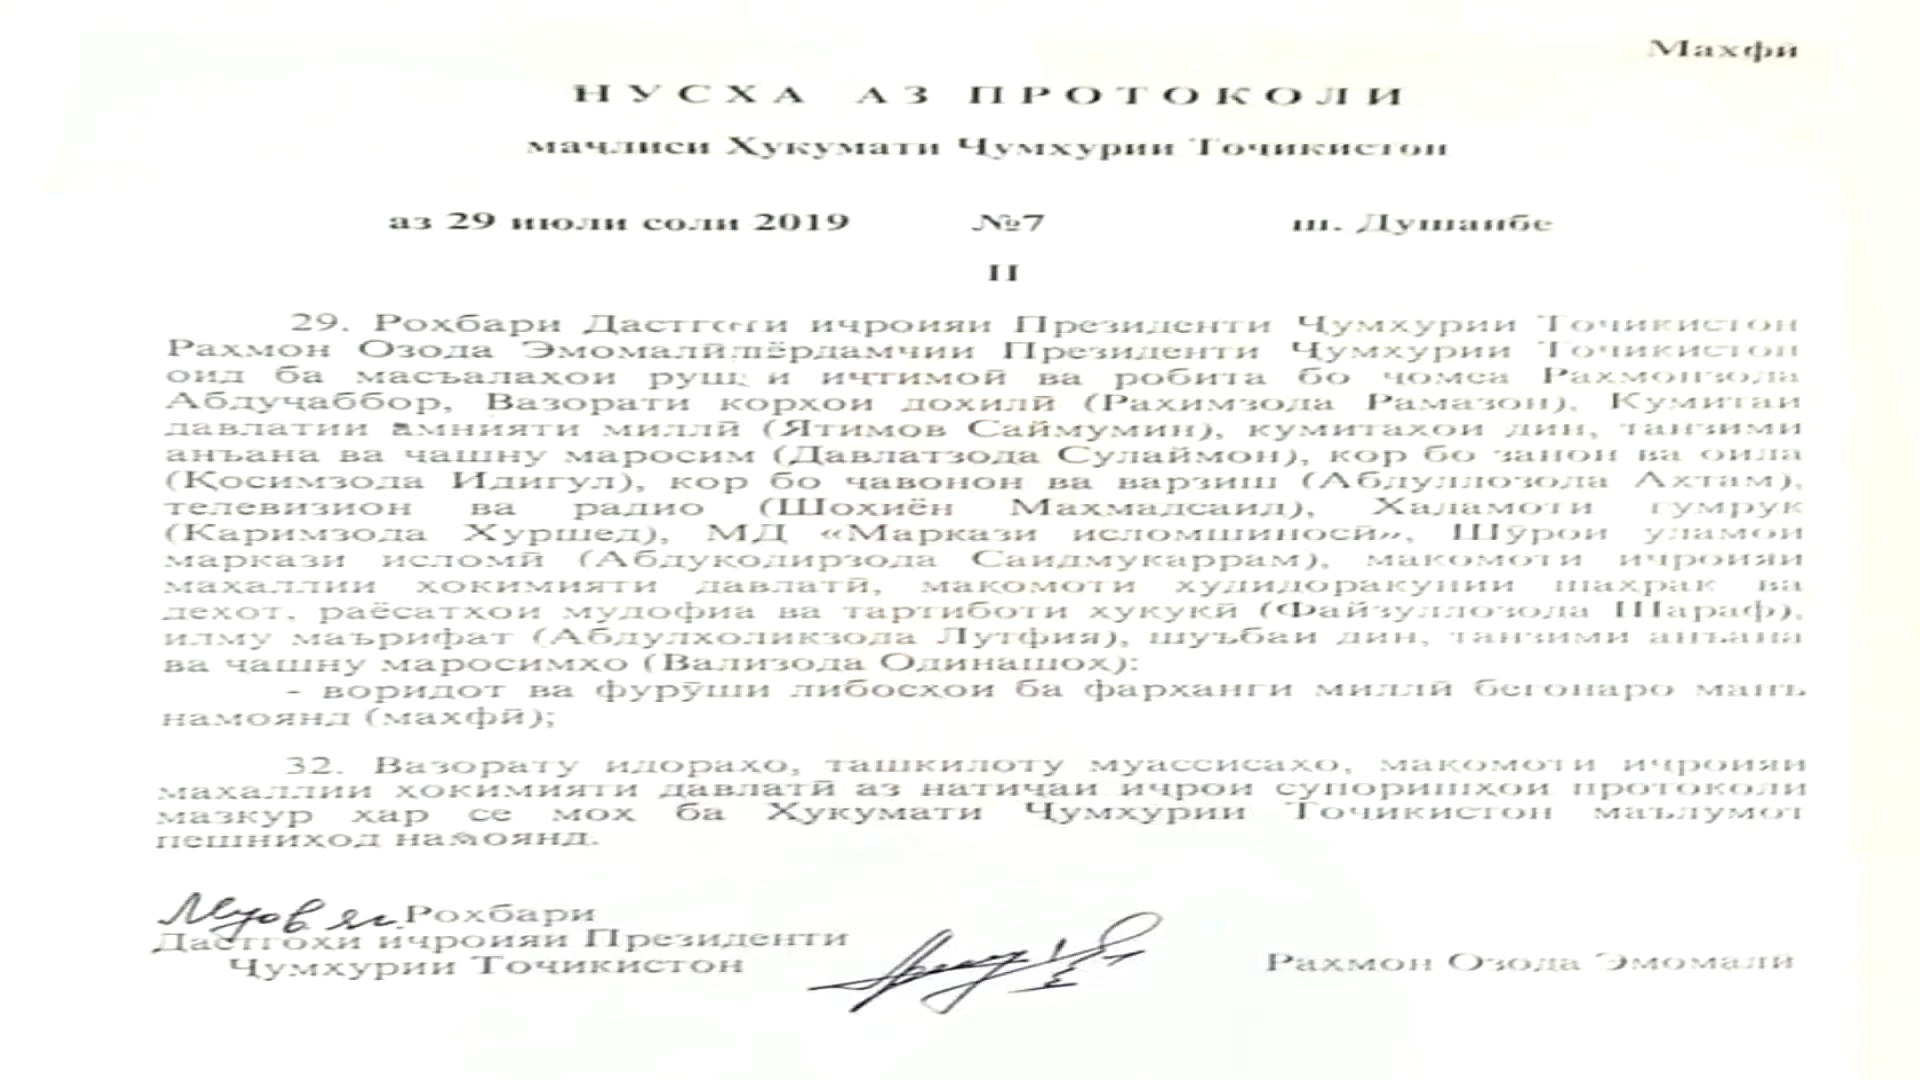 Махфӣ
НУСХА АЗ ПРОТОКОЛИ
маҷлиси Ҳукумати Ҷумҳурии Тоҷикистон
аз 29 июли соли 2019 №7 ш. Душанбе
II
29. Роҳбари Дастгоҳи иҷроияи Президенти Ҷумҳурии Тоҷикистон
Раҳмон Озода Эмомалӣ, ёрдамчии Президенти Ҷумҳурии Тоҷикистон
оид ба масъалаҳои рушди иҷтимоӣ ва робита бо ҷомеа Раҳмонзода
Абдуҷаббор, Вазорати корҳои дохилӣ (Раҳимзода Рамазон), Кумитаи
давлатии амнияти миллӣ (Ятимов Саймумин), кумитаҳои дин, танзими
анъана ва ҷашну маросим (Давлатзода Сулаймон), кор бо занон ва оила
(Қосимзода Идигул), кор бо ҷавонон ва варзиш (Абдуллозода Аҳтам),
телевизион ва радио (Шоҳиён Маҳмадсаид), Хадамоти гумрук
(Каримзода Хуршед), МД «Маркази исломшиносӣ», Шӯрои уламои
маркази исломӣ (Абдуқодирзода Саидмукаррам), мақомоти иҷроияи
маҳаллии ҳокимияти давлатӣ, мақомоти худидоракунии шаҳрак ва
деҳот, раёсатҳои мудофиа ва тартиботи ҳуқуқӣ (Файзуллозода Шараф),
илму маърифат (Абдулхоликзода Лутфия), шуъбаи дин, танзими анъана
ва ҷашну маросимҳо (Вализода Одинашоҳ):
- воридот ва фурӯши либосҳои ба фарҳанги миллӣ бегонаро манъ
намоянд (махфӣ);
32. Вазорату идораҳо, ташкилоту муассисаҳо, мақомоти иҷроияи
маҳаллии ҳокимияти давлатӣ аз натиҷаи иҷрои супоришҳои протоколи
мазкур ҳар се моҳ ба Ҳукумати Ҷумҳурии Тоҷикистон маълумот
пешниҳод намоянд.
Роҳбари
Дастгоҳи иҷроияи Президенти
Ҷумҳурии Тоҷикистон Раҳмон Озода Эмомалӣ